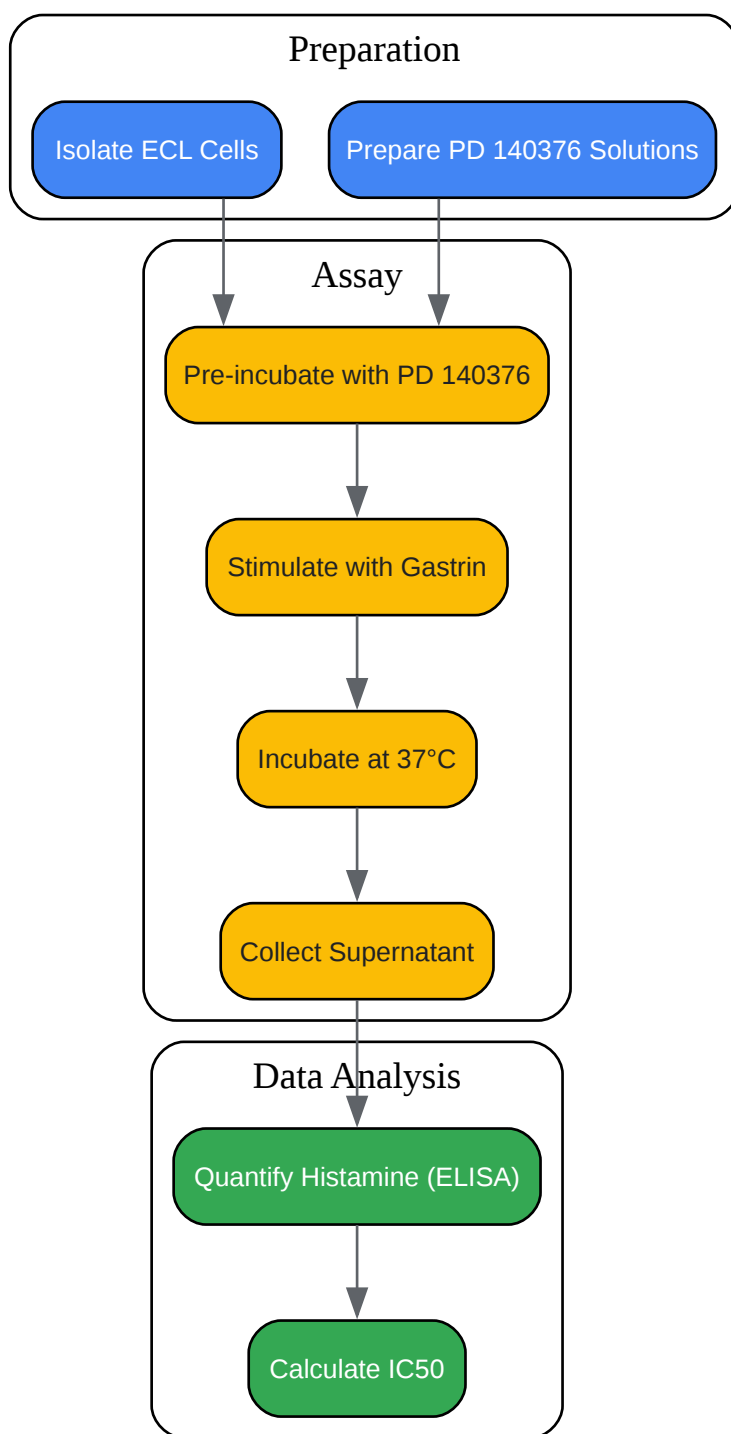 Preparation
Isolate ECL Cells
Prepare PD 140376 Solutions
Assay
Pre-incubate with PD 140376
Stimulate with Gastrin
Incubate at 37°C
Collect Supernatant
Data Analysis
Quantify Histamine (ELISA)
Calculate IC50